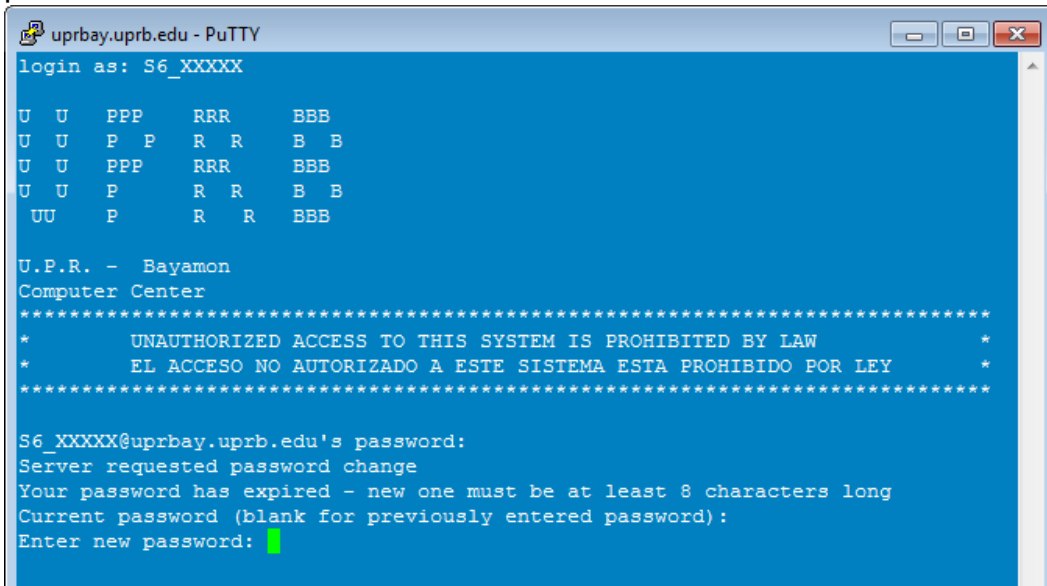 uprbay.uprb.edu - PuTTY
login as: S6_XXXXX
U  U   PPP    RRR     BBB
U  U   P  P   R  R    B  B
U  U   PPP    RRR     BBB
U  U   P      R  R    B  B
 UU    P      R   R   BBB
U.P.R. -  Bayamon
Computer Center
******************************************************************************
*        UNAUTHORIZED ACCESS TO THIS SYSTEM IS PROHIBITED BY LAW             *
*        EL ACCESO NO AUTORIZADO A ESTE SISTEMA ESTA PROHIBIDO POR LEY       *
******************************************************************************
S6_XXXXX@uprbay.uprb.edu's password:
Server requested password change
Your password has expired - new one must be at least 8 characters long
Current password (blank for previously entered password):
Enter new password: